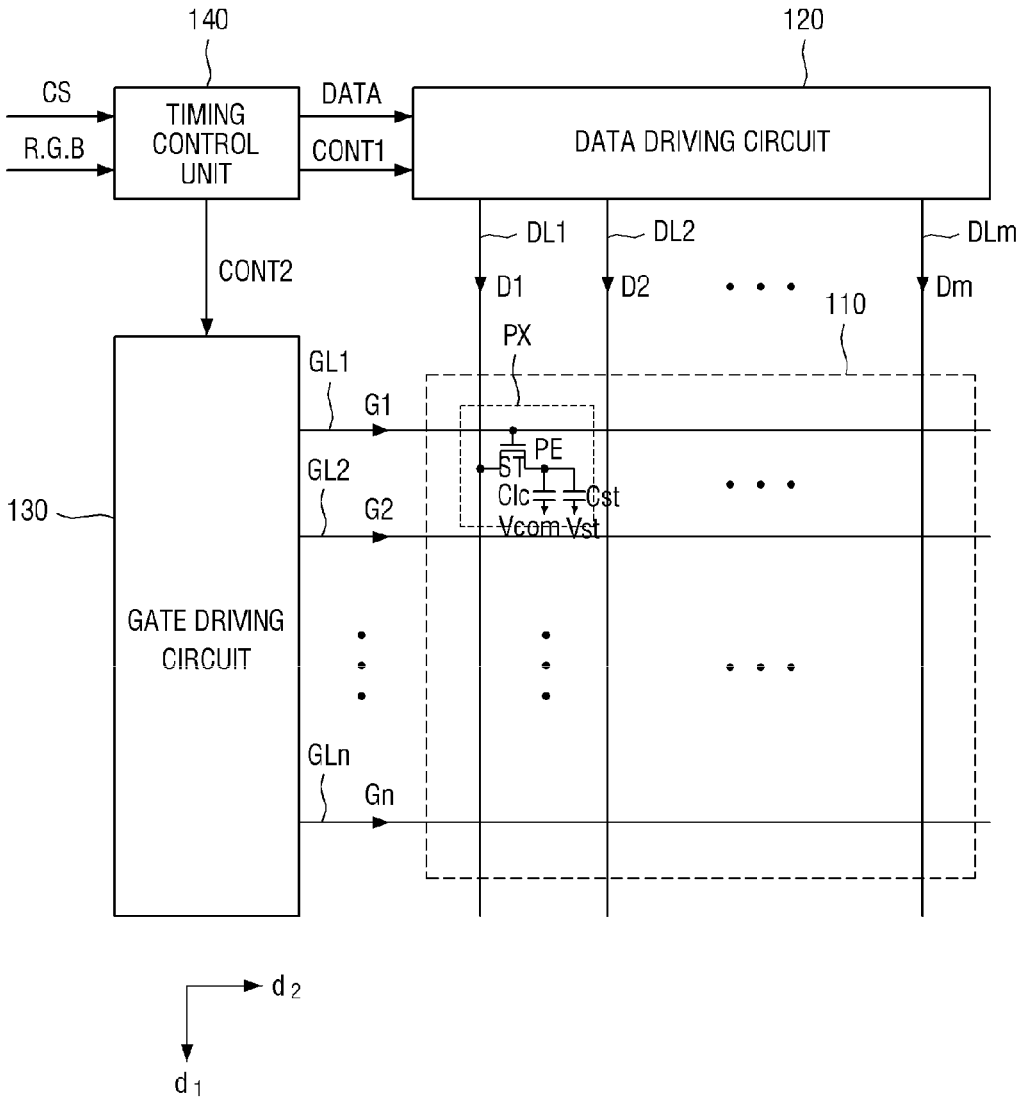 140
120
CS
R.G.B
TIMING
CONTROL
UNIT
DATA
CONT1
DATA DRIVING CIRCUIT
DL1
DL2
DLm
CONT2
D1
D2
Dm
110
PX
GL1
G1
PE
ST
GL2
Clc
Cst
130
G2
Vcom
Vst
GATE DRIVING
CIRCUIT
GLn
Gn
d2
d1